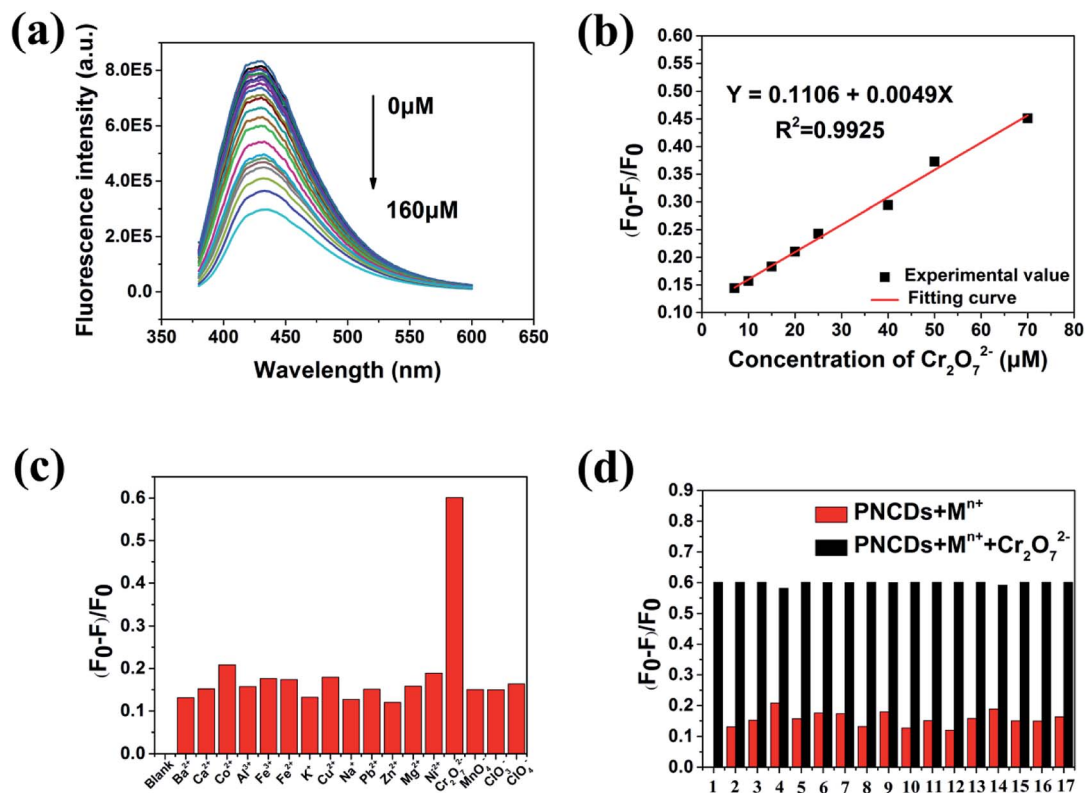 (a)
Fluorescence intensity (a.u.)
8.0E5
6.0E5
4.0E5
2.0E5
0.0
0μM
160μM
350 400 450 500 550 600 650
Wavelength (nm)
(b)
(F0-F)/F0
0.60
0.55
0.50
0.45
0.40
0.35
0.30
0.25
0.20
0.15
0.10
Y = 0.1106 + 0.0049X
R²=0.9925
Experimental value
Fitting curve
0 10 20 30 40 50 60 70 80
Concentration of Cr₂O₇²⁻ (μM)
(c)
(F0-F)/F0
0.6
0.5
0.4
0.3
0.2
0.1
0.0
Blank Ba²⁺ Ca²⁺ Co²⁺ Al³⁺ Fe³⁺ Fe²⁺ K⁺ Cu²⁺ Na⁺ Pb²⁺ Zn²⁺ Mg²⁺ Ni²⁺ Cr₂O₇²⁻ MnO₄⁻ ClO₃⁻ ClO₄⁻
(d)
(F0-F)/F0
0.9
0.8
0.7
0.6
0.5
0.4
0.3
0.2
0.1
0.0
PNCDs+Mⁿ⁺
PNCDs+Mⁿ⁺+Cr₂O₇²⁻
1 2 3 4 5 6 7 8 9 10 11 12 13 14 15 16 17